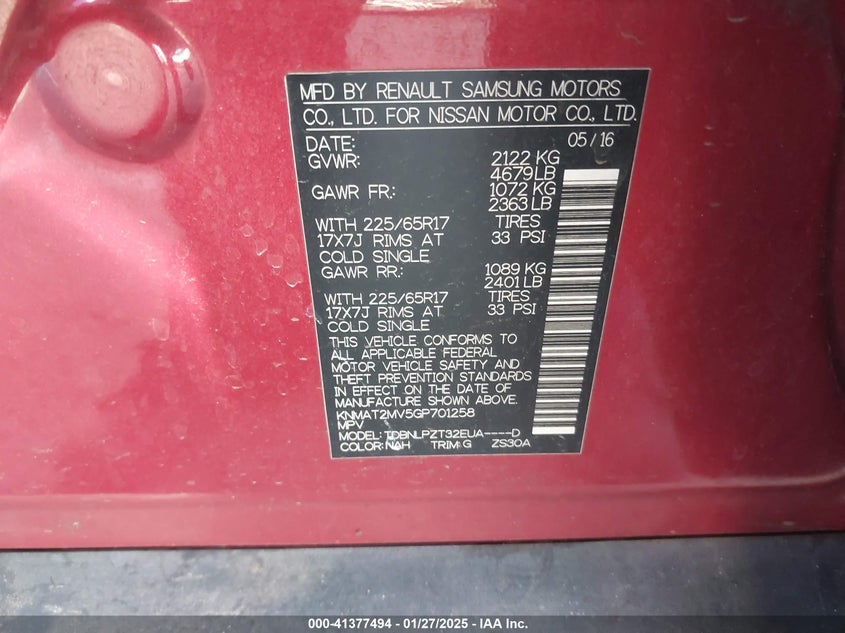 MFD BY RENAULT SAMSUNG MOTORS
CO., LTD. FOR NISSAN MOTOR CO., LTD.
DATE: 05/16
GVWR: 2122 KG
4679 LB
GAWR FR.: 1072 KG
2363 LB
WITH 225/65R17 TIRES
17X7J RIMS AT 33 PSI
COLD SINGLE
GAWR RR.: 1089 KG
2401 LB
WITH 225/65R17 TIRES
17X7J RIMS AT 33 PSI
COLD SINGLE
THIS VEHICLE CONFORMS TO
ALL APPLICABLE FEDERAL
MOTOR VEHICLE SAFETY AND
THEFT PREVENTION STANDARDS
IN EFFECT ON THE DATE OF
MANUFACTURE SHOWN ABOVE.
KNMAT2MV5GP701258
MPV
MODEL: TDBNLPZT32EUA----D
COLOR: NAH TRIM: G ZS30A
000-41377494 — 01/27/2025 — IAA Inc.